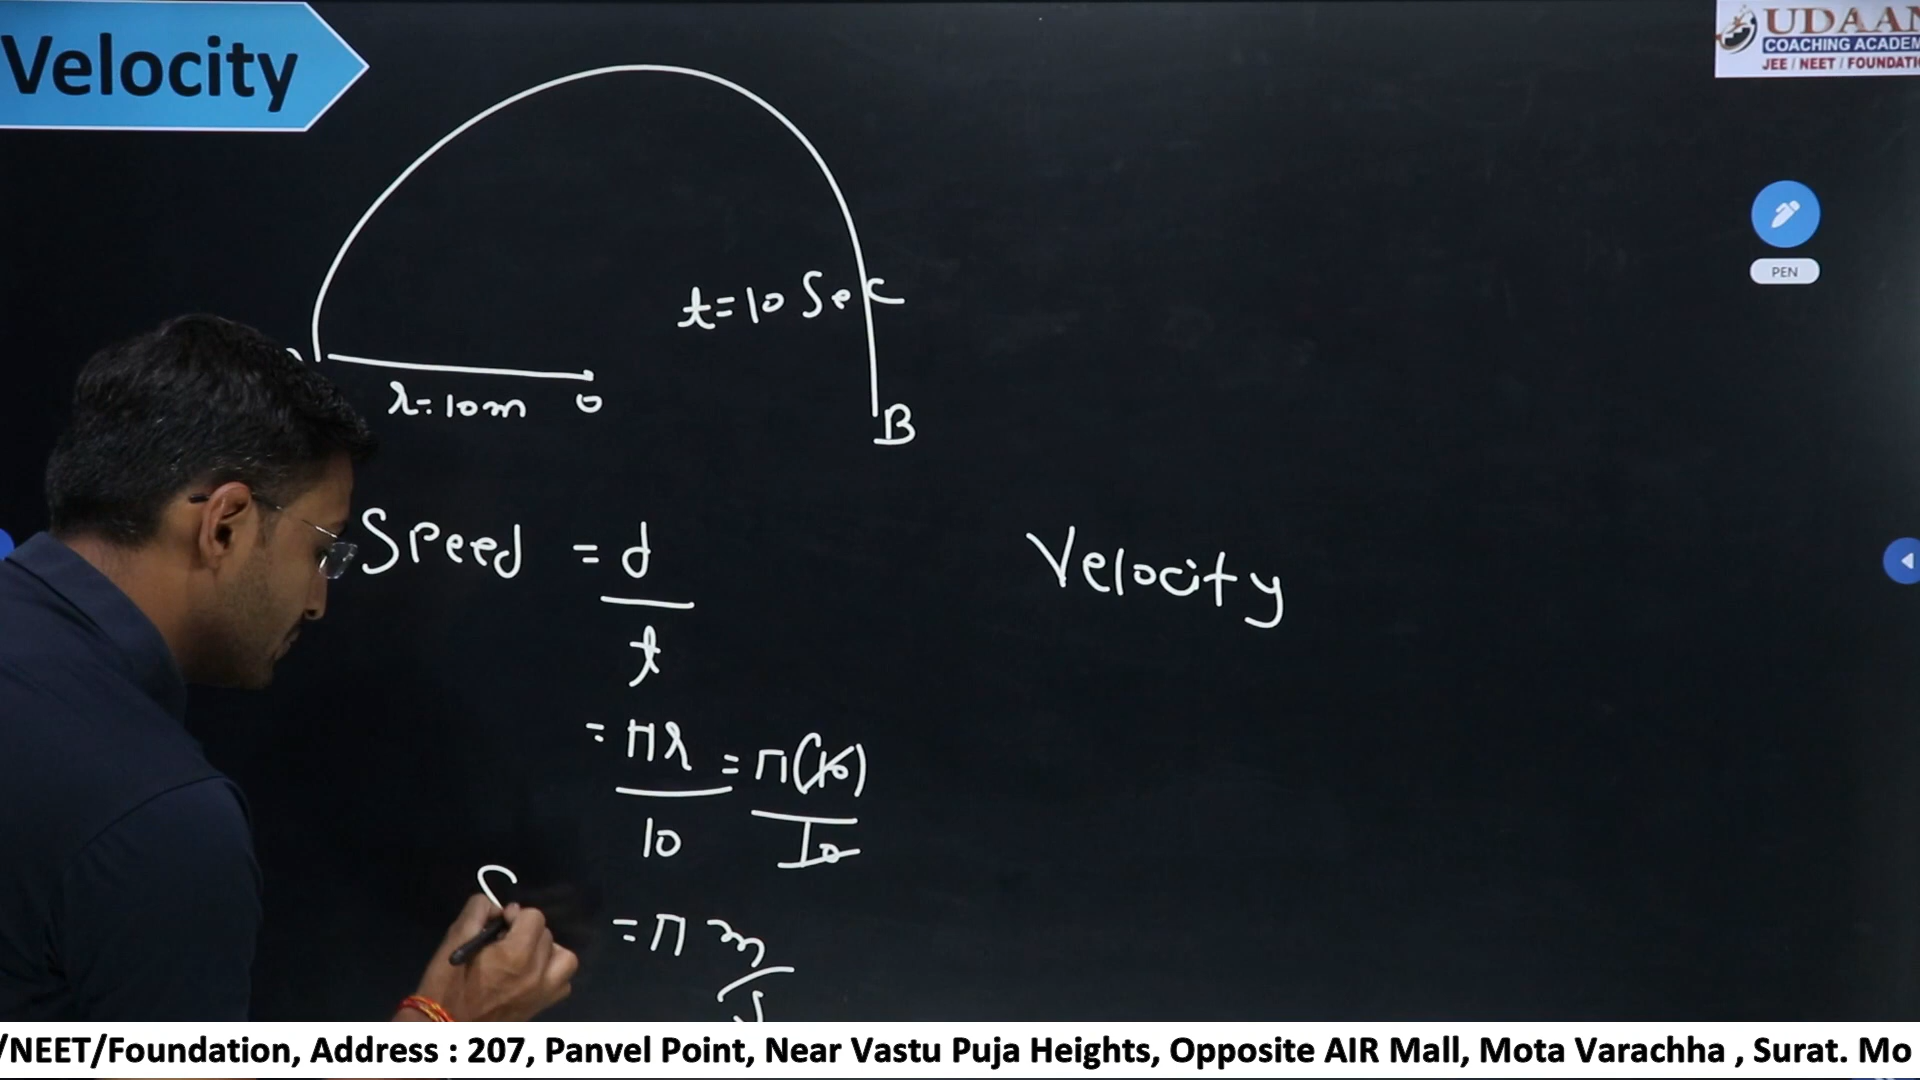 Velocity
UDAAN
COACHING ACADEM
JEE / NEET / FOUNDATI
PEN
t=10 Sec
r=10m O
B
Speed = d
t
Velocity
= πr = π(10)
10 10
= π m
s
/NEET/Foundation, Address : 207, Panvel Point, Near Vastu Puja Heights, Opposite AIR Mall, Mota Varachha , Surat. Mo